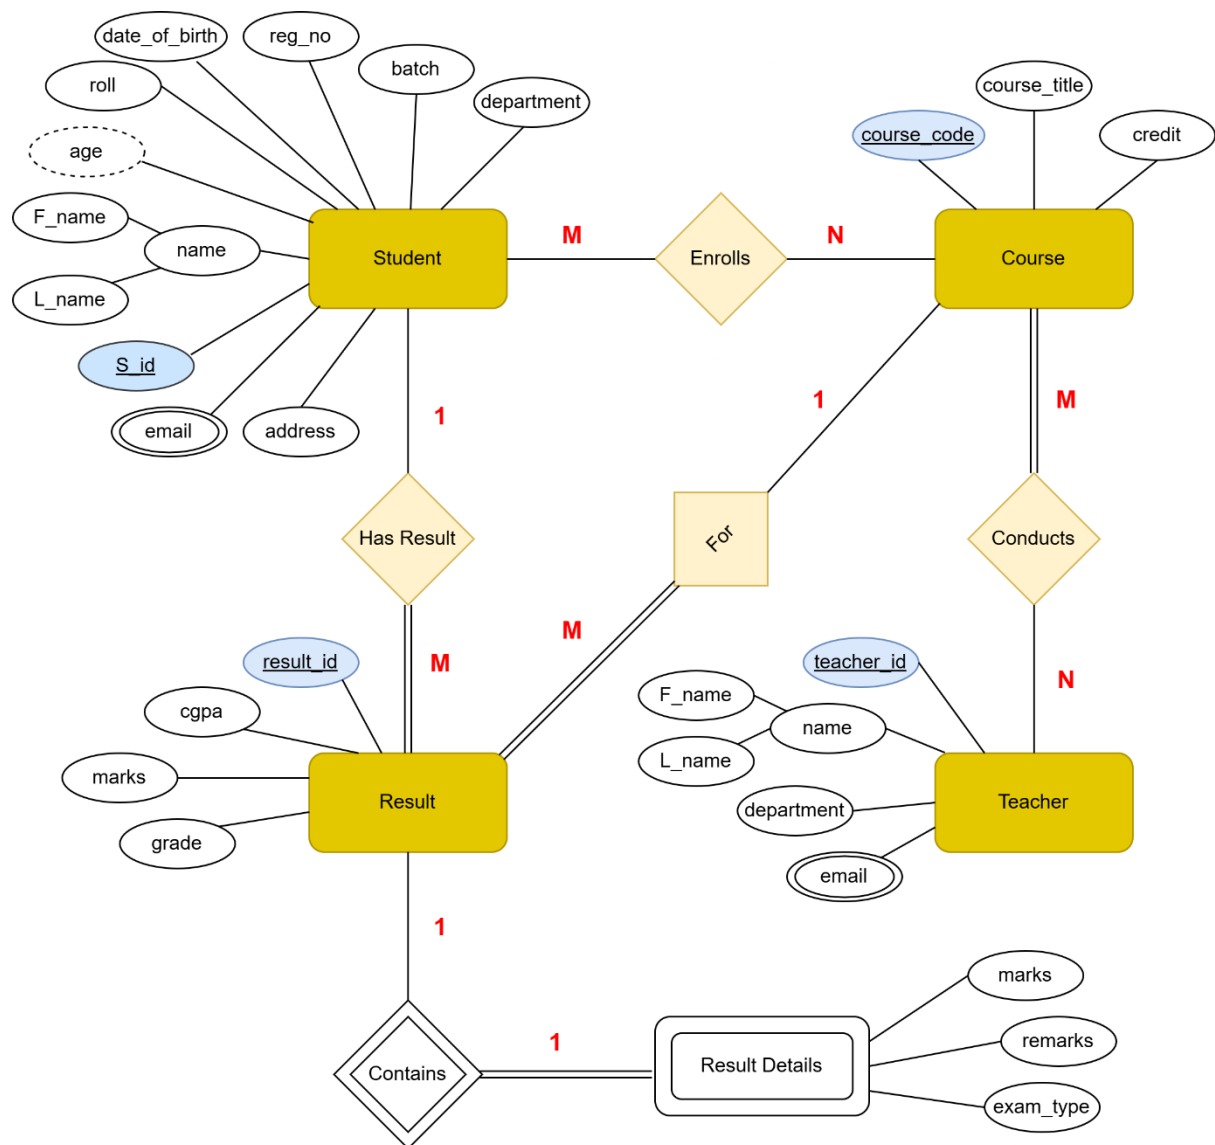 date_of_birth
reg_no
batch
department
roll
age
F_name
name
L_name
S_id
email
address
Student
M
Enrolls
N
course_code
course_title
credit
Course
1
Has Result
M
1
For
M
M
Conducts
N
result_id
cgpa
marks
grade
Result
teacher_id
F_name
name
L_name
department
email
Teacher
1
Contains
1
Result Details
marks
remarks
exam_type